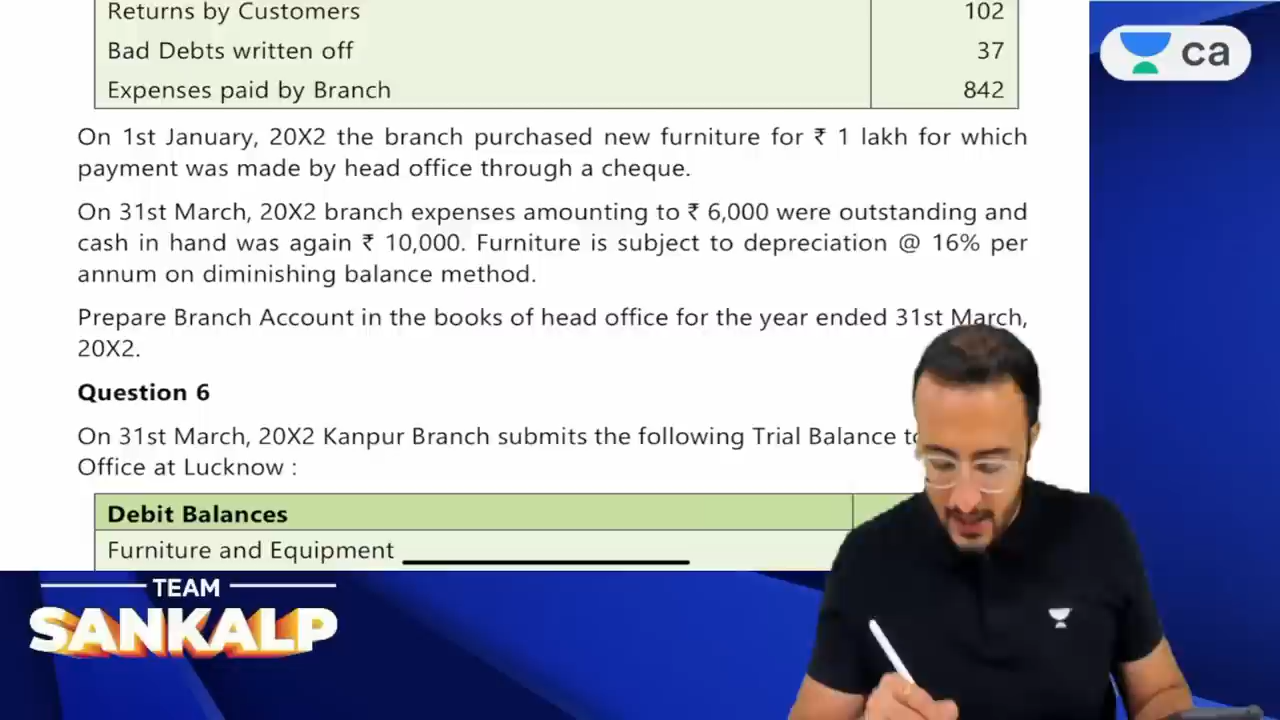 Returns by Customers 102
Bad Debts written off 37
Expenses paid by Branch 842
On 1st January, 20X2 the branch purchased new furniture for ₹ 1 lakh for which
payment was made by head office through a cheque.
On 31st March, 20X2 branch expenses amounting to ₹ 6,000 were outstanding and
cash in hand was again ₹ 10,000. Furniture is subject to depreciation @ 16% per
annum on diminishing balance method.
Prepare Branch Account in the books of head office for the year ended 31st March,
20X2.
Question 6
On 31st March, 20X2 Kanpur Branch submits the following Trial Balance
Office at Lucknow :
Debit Balances
Furniture and Equipment
ca
TEAM
SANKALP